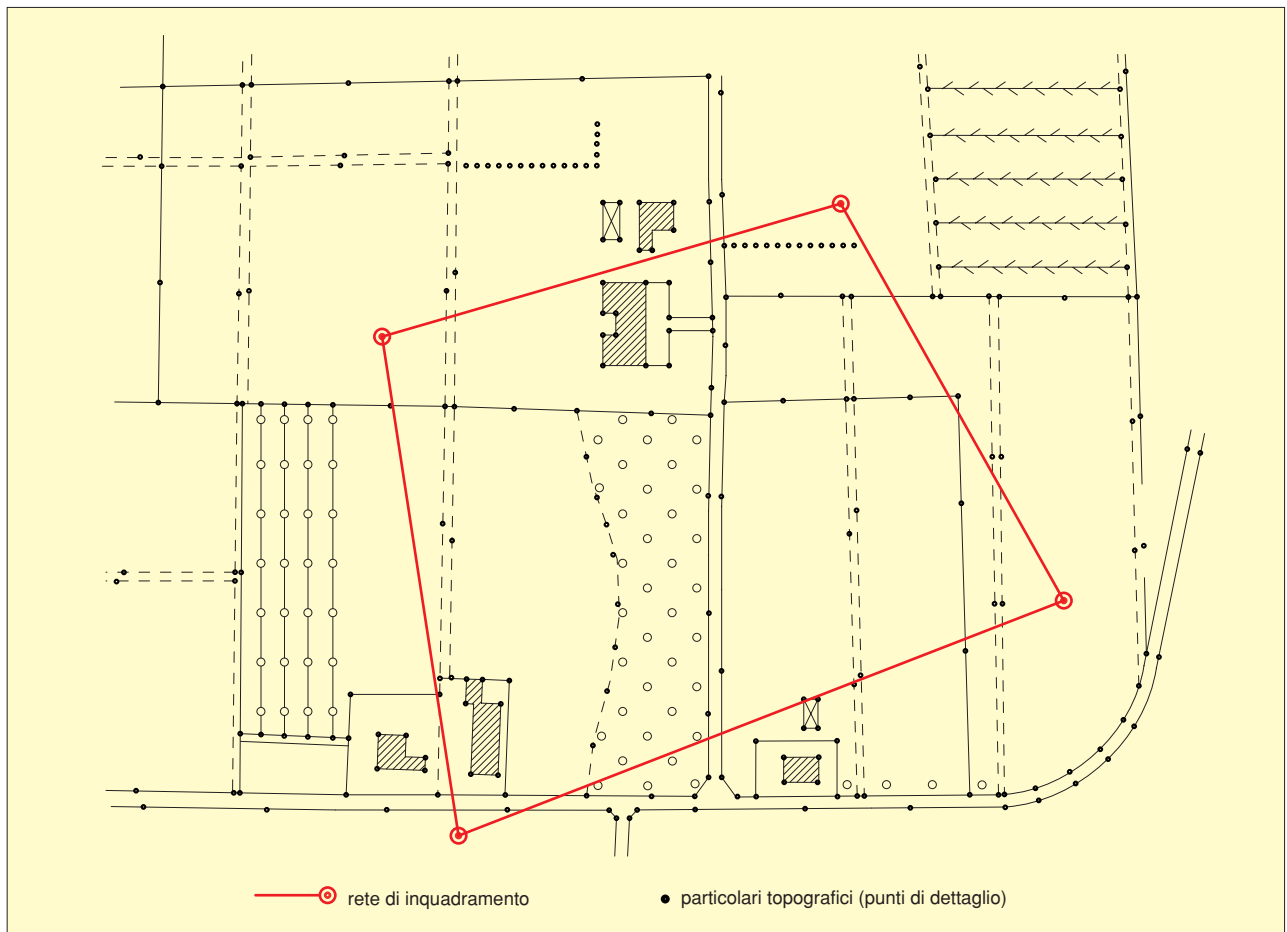 rete di inquadramento
particolari topografici (punti di dettaglio)